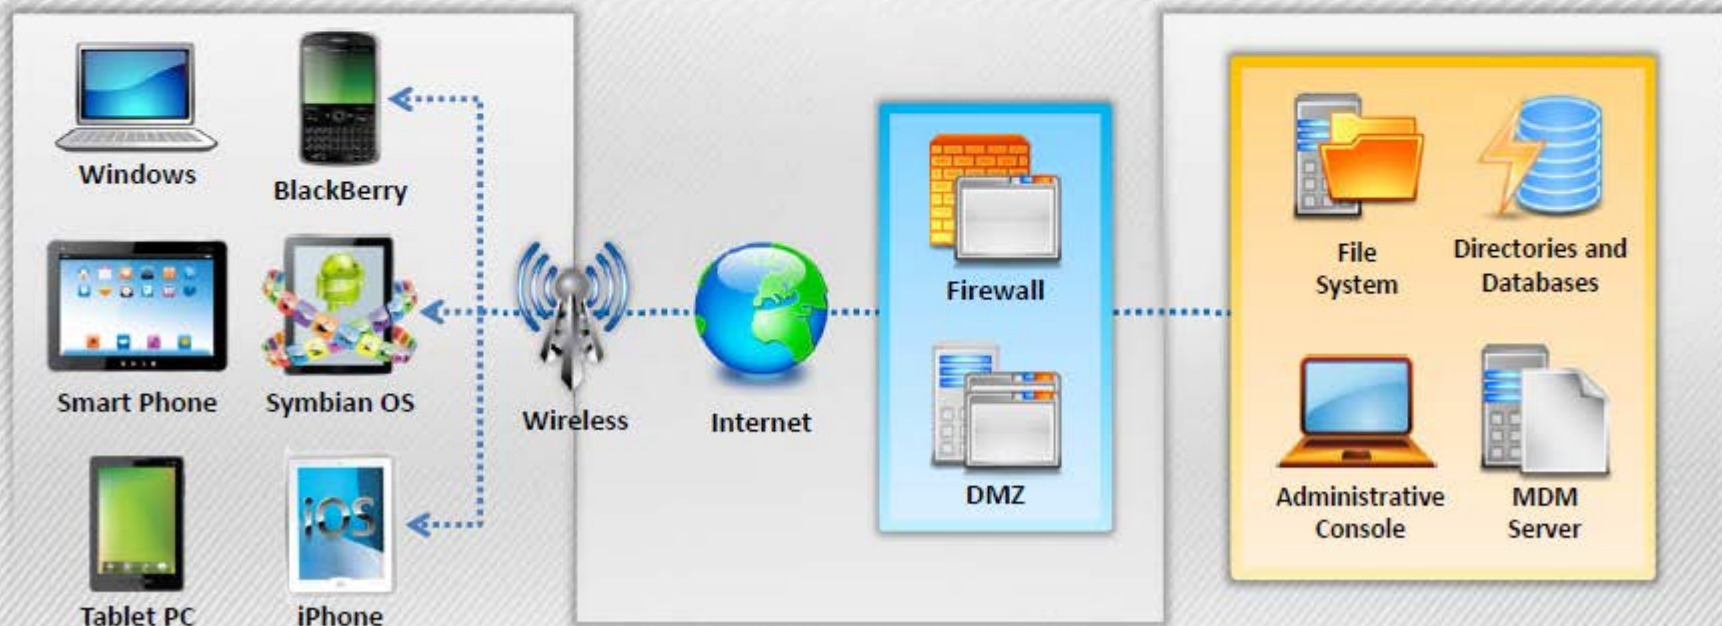 Windows
BlackBerry
Smart Phone
Symbian OS
Tablet PC
iOS
iPhone
Wireless
Internet
Firewall
DMZ
File
System
Directories and
Databases
Administrative
Console
MDM
Server